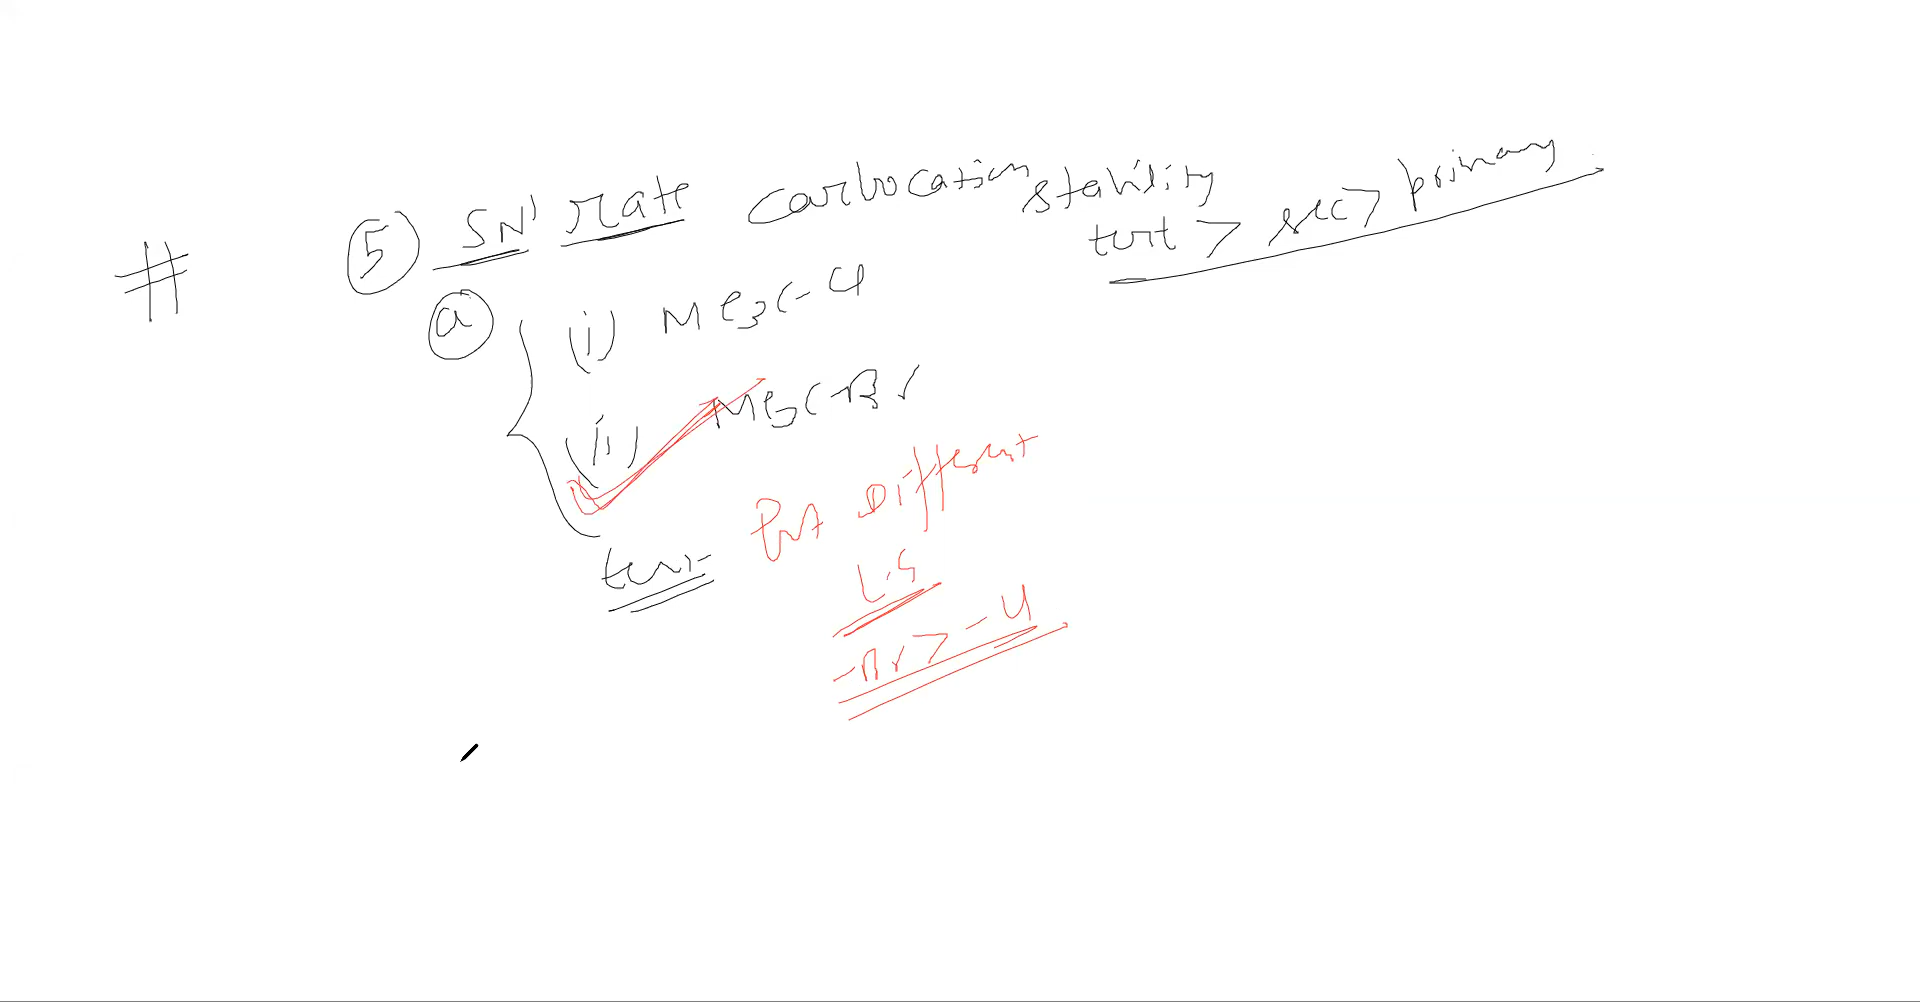 # (5) SN1 rate carbocation stability
tert > sec > primary
(a) (i) Me3C-Cl
(ii) Me3C-Br
tert But Different
L.G
-Br > -Cl